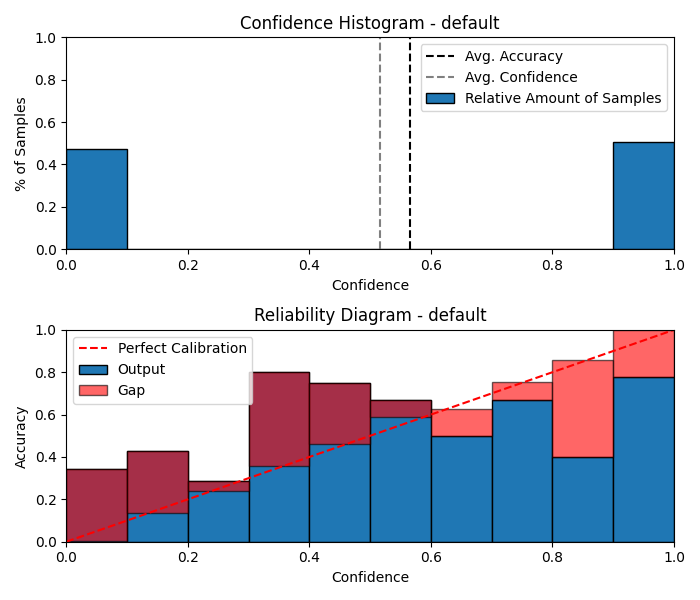 Confidence Histogram - default
1.0
0.8
0.6
0.4
0.2
0.0
% of Samples
Avg. Accuracy
Avg. Confidence
Relative Amount of Samples
0.0 0.2 0.4 0.6 0.8 1.0
Confidence
Reliability Diagram - default
1.0
0.8
0.6
0.4
0.2
0.0
Accuracy
Perfect Calibration
Output
Gap
0.0 0.2 0.4 0.6 0.8 1.0
Confidence